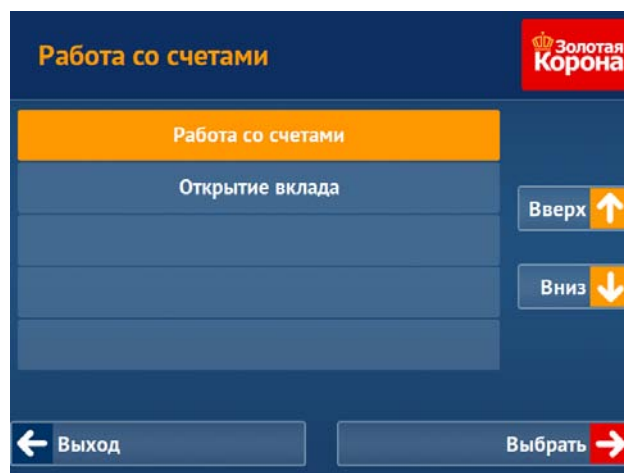 Работа со счетами
Золотая
Корона
Работа со счетами
Открытие вклада
Вверх
Вниз
Выход
Выбрать